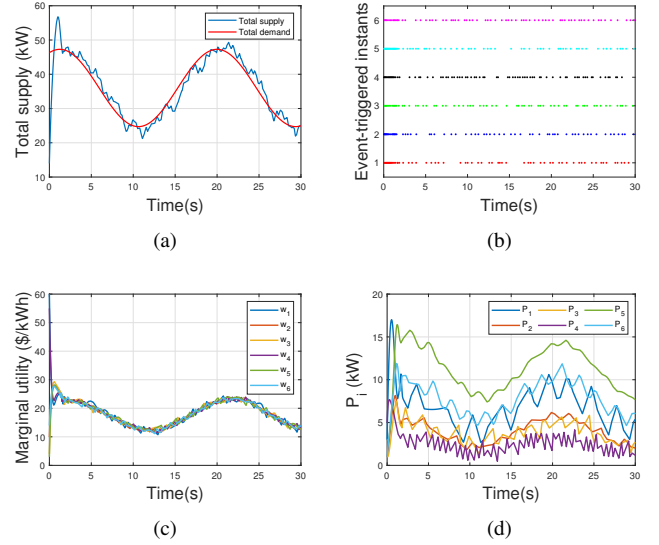 60
50
40
30
20
10
0
5
10
15
20
25
30
Total supply (kW)
Time(s)
Total supply
Total demand
(a)
6
5
4
3
2
1
0
5
10
15
20
25
30
Event-triggered instants
Time(s)
(b)
60
50
40
30
20
10
0
0
5
10
15
20
25
30
Marginal utility ($/kWh)
Time(s)
w1
w2
w3
w4
w5
w6
(c)
20
15
10
5
0
0
5
10
15
20
25
30
Pi (kW)
Time(s)
P1
P3
P5
P2
P4
P6
(d)